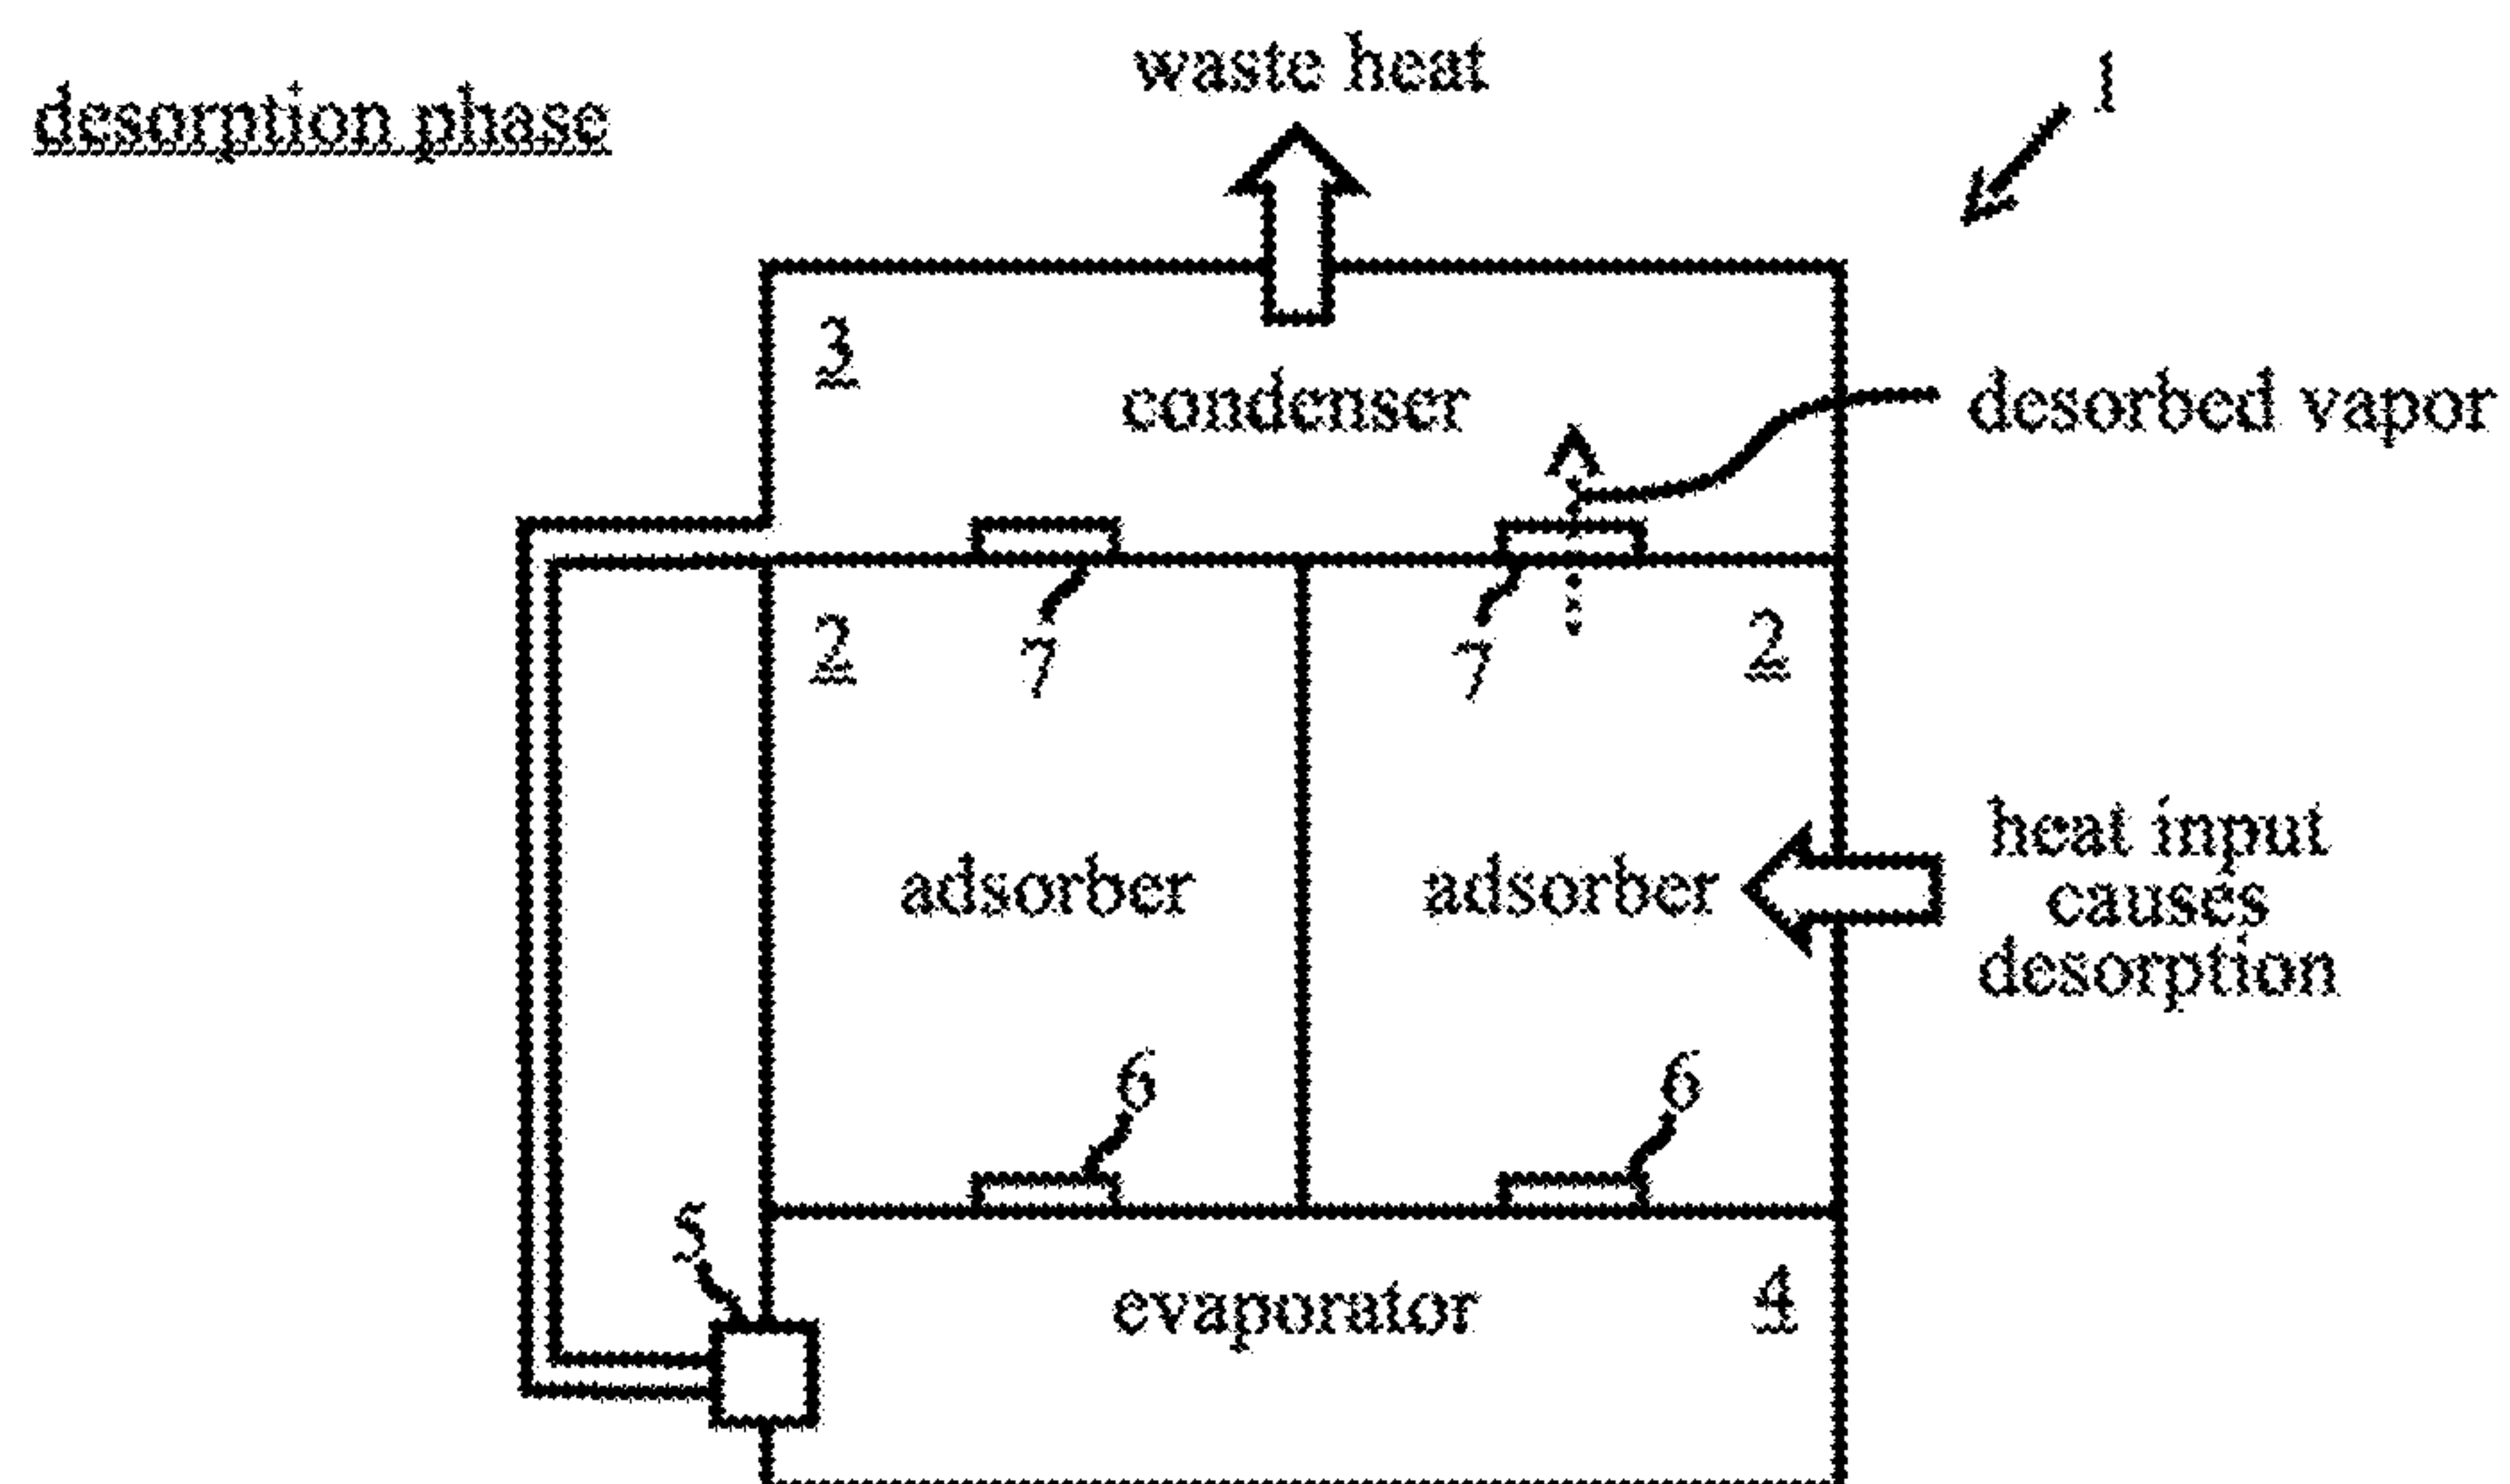 desorption phase
waste heat
1
3
condenser
desorbed vapor
2
7
7
2
adsorber
adsorber
heat input
causes
desorption
6
6
5
evaporator
4